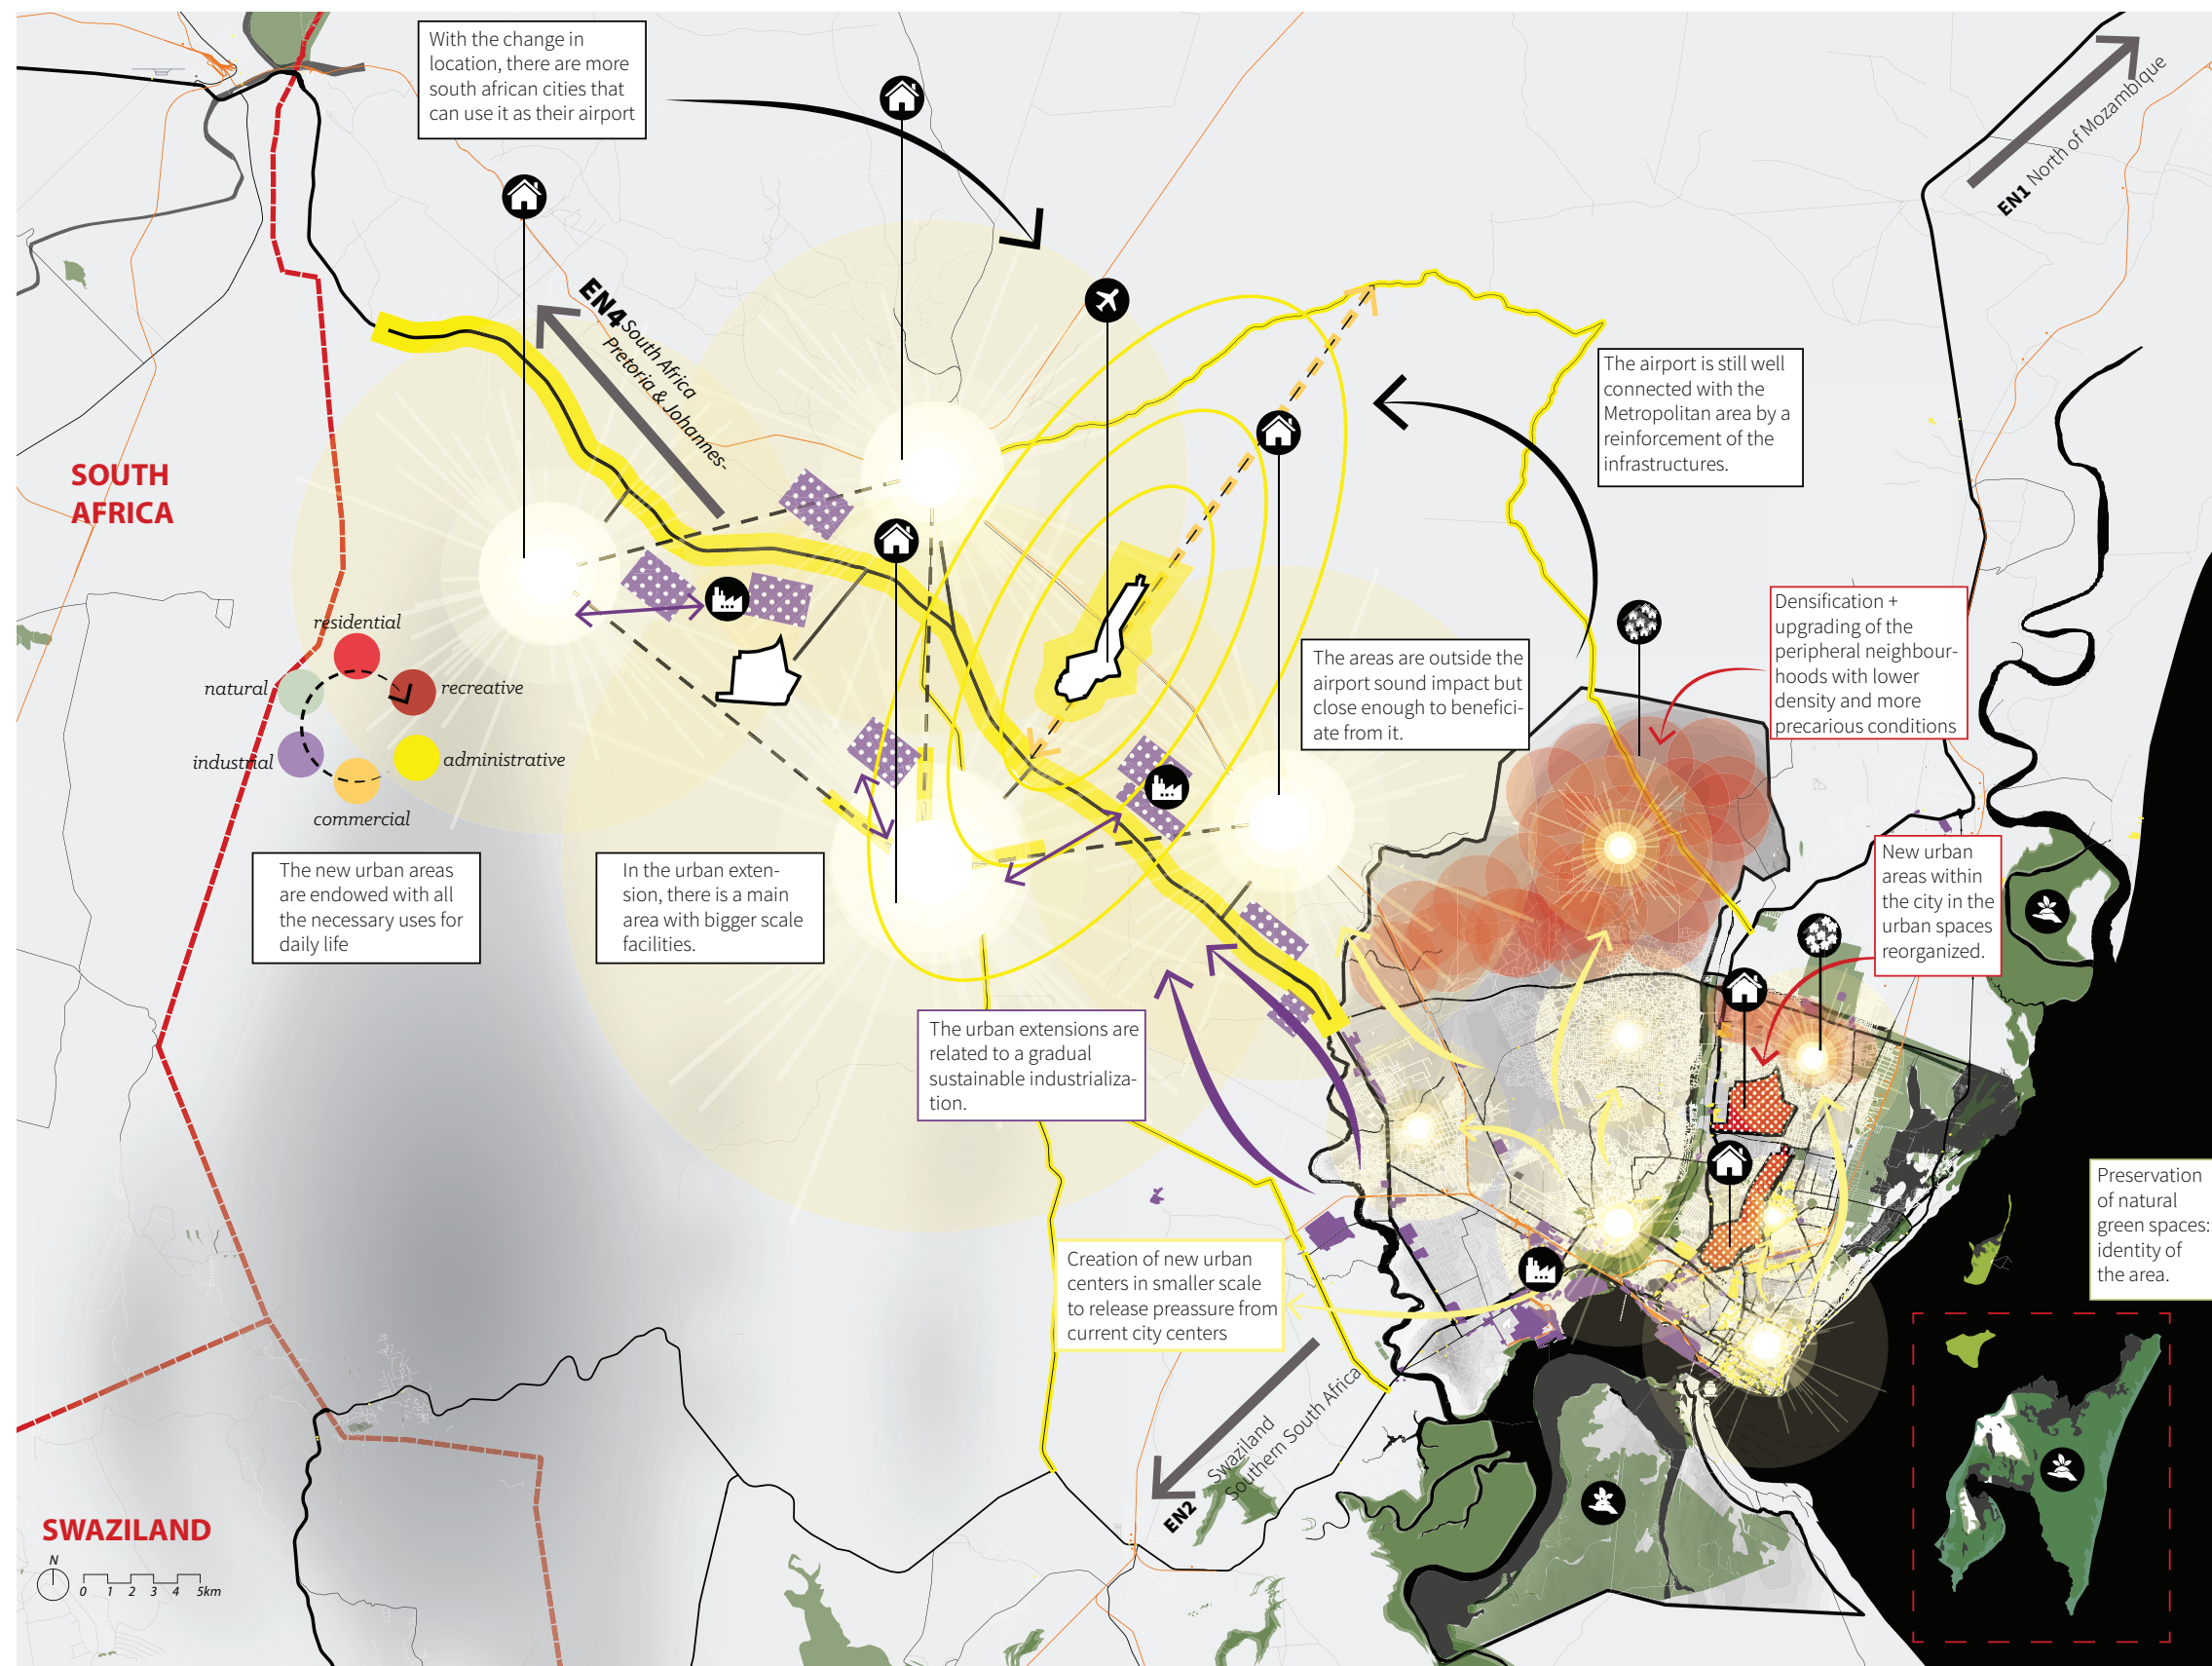 With the change in
location, there are more
south african cities that
can use it as their airport
EN1 North of Mozambique
EN4 South Africa
Pretoria & Johannes-
The airport is still well
connected with the
Metropolitan area by a
reinforcement of the
infrastructures.
SOUTH
AFRICA
Densification +
upgrading of the
peripheral neighbour-
hoods with lower
density and more
precarious conditions
residential
natural
recreative
industrial
administrative
commercial
The areas are outside the
airport sound impact but
close enough to benefici-
ate from it.
New urban
areas within
the city in the
urban spaces
reorganized.
The new urban areas
are endowed with all
the necessary uses for
daily life
In the urban exten-
sion, there is a main
area with bigger scale
facilities.
The urban extensions are
related to a gradual
sustainable industrializa-
tion.
Preservation
of natural
green spaces:
identity of
the area.
Creation of new urban
centers in smaller scale
to release preassure from
current city centers
EN2 Swaziland
Southern South Africa
SWAZILAND
N
0 1 2 3 4 5km